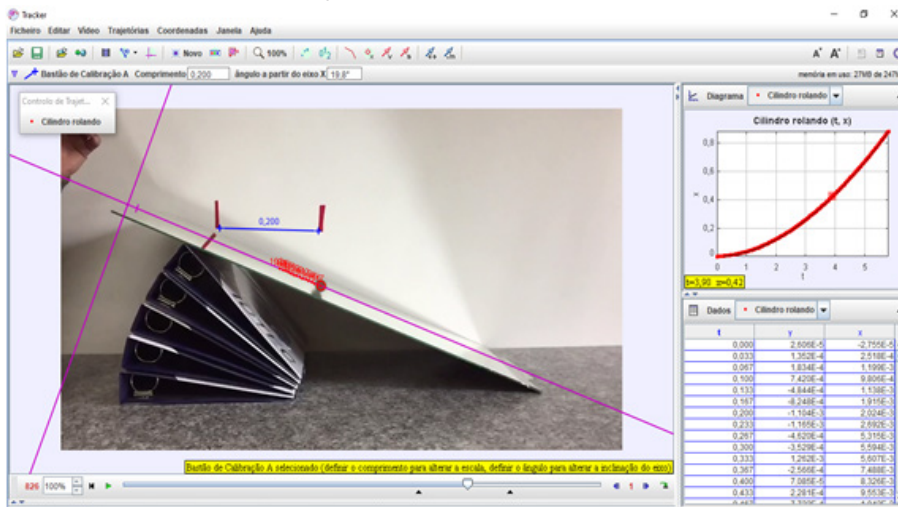 Tracker
Ficheiro Editar Vídeo Trajetórias Coordenadas Janela Ajuda
Novo 100%
Bastão de Calibração A Comprimento 0,200 ângulo a partir do eixo X 19,8° memória em uso: 27MB de 247M
Controlo de Trajet...
Cilindro rolando
0,200
Diagrama Cilindro rolando
Cilindro rolando (t, x)
0,8
0,6
x 0,4
0,2
0
0 1 2 3 4 5
t
t=3,90 x=0,42
Dados Cilindro rolando
t y x
0,000 2,606E-5 -2,755E-5
0,033 1,352E-4 2,518E-4
0,067 1,834E-4 1,199E-3
0,100 7,420E-4 9,806E-4
0,133 -4,844E-4 1,138E-3
0,167 -8,248E-4 1,915E-3
0,200 -1,104E-3 2,024E-3
0,233 -1,165E-3 2,692E-3
0,267 -4,620E-4 5,315E-3
0,300 -3,529E-4 5,594E-3
0,333 1,262E-3 5,607E-3
0,367 -2,566E-4 7,488E-3
0,400 7,085E-5 8,326E-3
0,433 2,281E-4 9,553E-3
Bastão de Calibração A selecionado (definir o comprimento para alterar a escala, definir o ângulo para alterar a inclinação do eixo)
826 100% 1